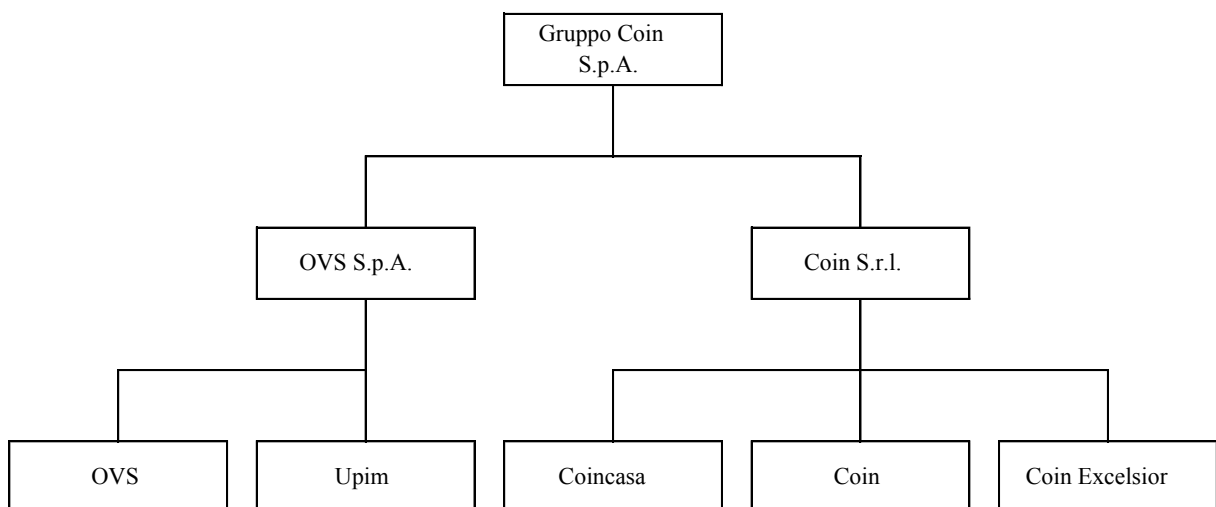 Gruppo Coin
S.p.A.
OVS S.p.A.
Coin S.r.l.
OVS
Upim
Coincasa
Coin
Coin Excelsior